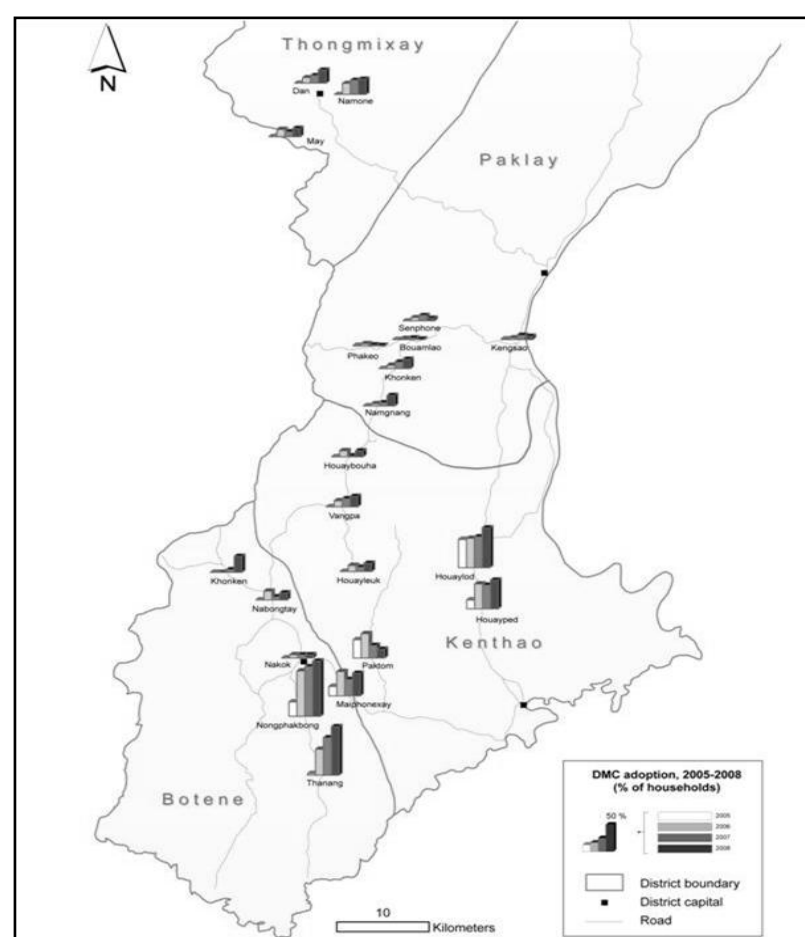 Thongmixay
N
Dan
Namone
May
Paklay
Senphone
Bouamlao
Kengsao
Phakeo
Khonken
Namgnang
Houaybouha
Vangpa
Houaylod
Khonken
Houayleuk
Nabongtay
Houayped
Kenthao
Paktom
Nakok
Maiphonexay
Nongphakbong
Thanang
Botene
DMC adoption, 2005-2008
(% of households)
50 %
2005
2006
2007
2008
District boundary
District capital
Road
10
Kilometers